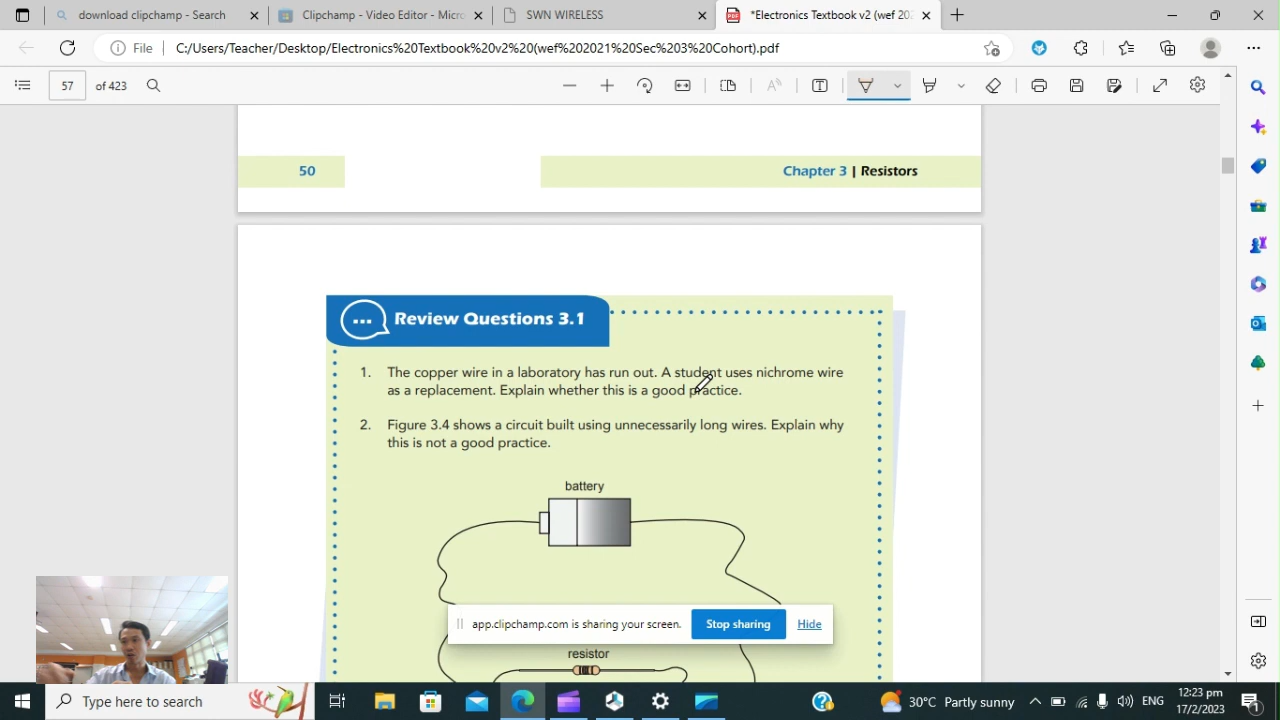 download clipchamp - Search
Clipchamp - Video Editor - Micro
SWN WIRELESS
*Electronics Textbook v2 (wef 202
File
C:/Users/Teacher/Desktop/Electronics%20Textbook%20v2%20(wef%202021%20Sec%203%20Cohort).pdf
57 of 423
50
Chapter 3 | Resistors
... Review Questions 3.1
1. The copper wire in a laboratory has run out. A student uses nichrome wire
as a replacement. Explain whether this is a good practice.
2. Figure 3.4 shows a circuit built using unnecessarily long wires. Explain why
this is not a good practice.
battery
app.clipchamp.com is sharing your screen. Stop sharing Hide
resistor
Type here to search
30°C Partly sunny
ENG
12:23 pm
17/2/2023
1